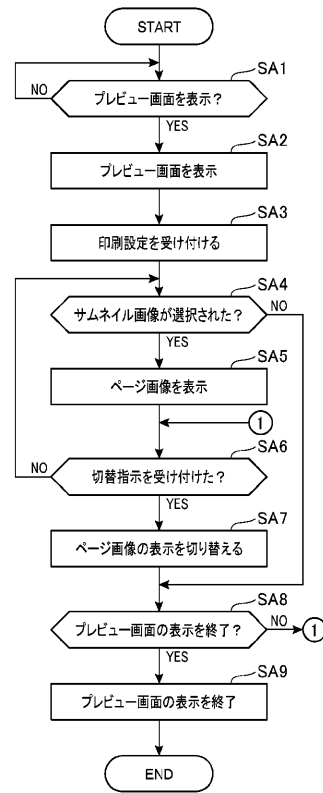 START
SA1
プレビュー画面を表示？
NO
YES
SA2
プレビュー画面を表示
SA3
印刷設定を受け付ける
SA4
サムネイル画像が選択された？
NO
YES
SA5
ページ画像を表示
1
SA6
切替指示を受け付けた？
NO
YES
SA7
ページ画像の表示を切り替える
SA8
プレビュー画面の表示を終了？
NO
1
YES
SA9
プレビュー画面の表示を終了
END